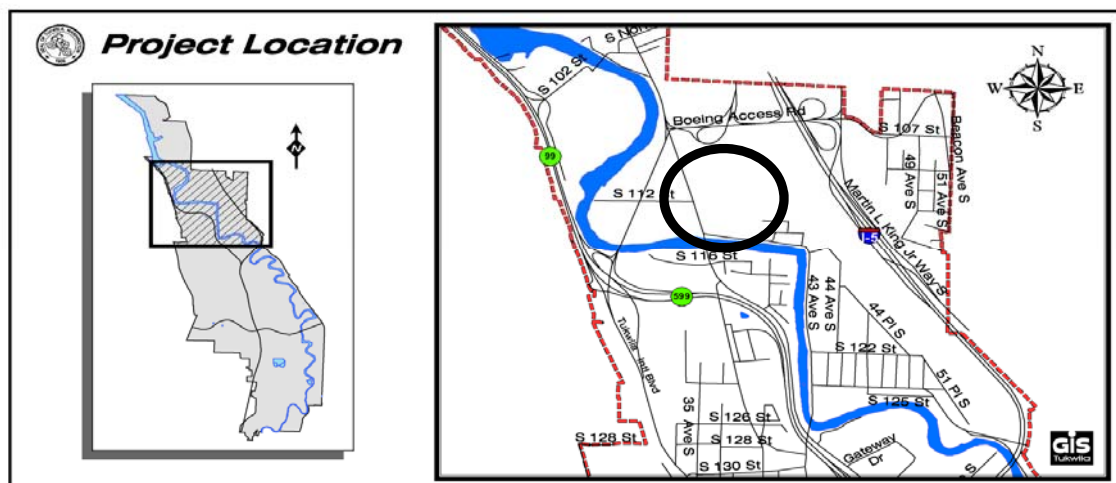 Project Location
N
S Nor
S 102 St
Boeing Access Rd
N
W E
S
S 107 St
Beacon Ave S
49 Ave S
51 Ave S
99
S 112 St
Martin L King Jr Way S
I-5
S 116 St
599
43 Ave S
44 Ave S
44 Pl S
Tukwila Intl Blvd
S 122 St
51 Pl S
S 125 St
35 Ave S
S 126 St
S 128 St
S 128 St
S 130 St
Gateway
Dr
S
GIS
Tukwila